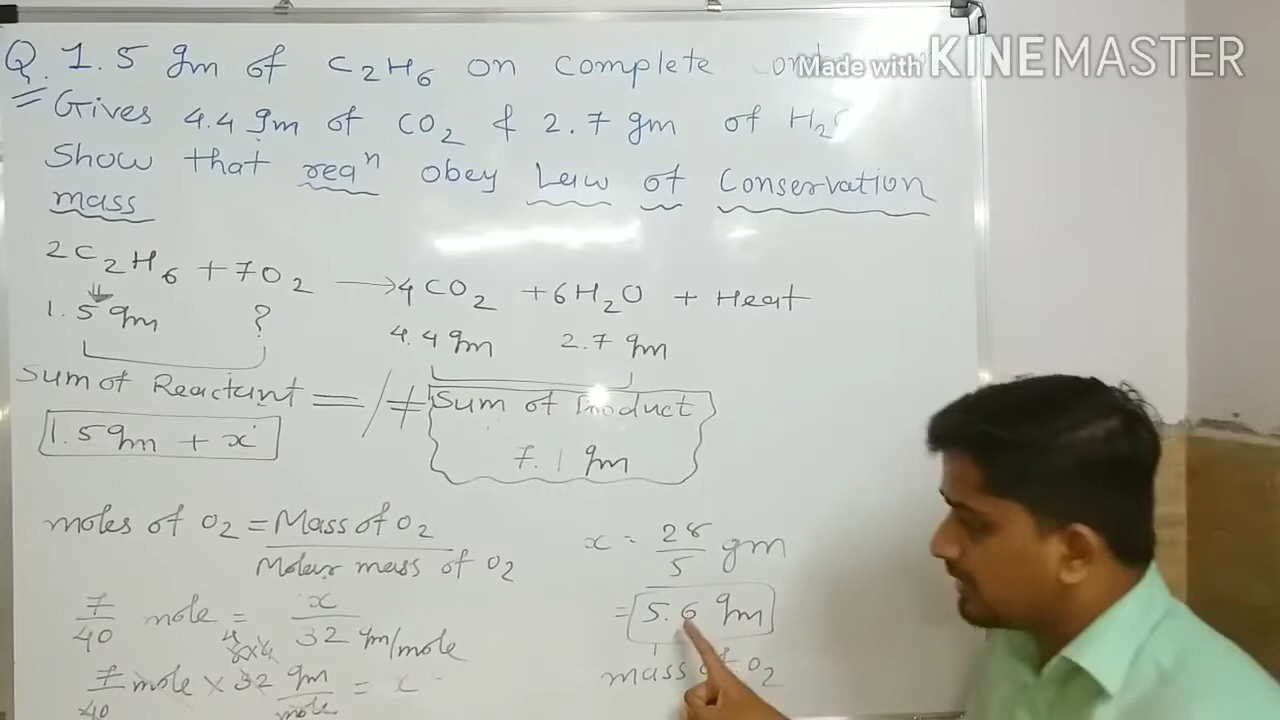 Q. 1.5 gm of C₂H₆ on complete
Made with KINEMASTER
Gives 4.4 gm of CO₂ & 2.7 gm of H₂O
Show that reaⁿ obey Law of Conservation
mass
2C₂H₆ + 7O₂ → 4CO₂ + 6H₂O + Heat
1.5 gm ? 4.4 gm 2.7 gm
Sum of Reactant = / ≠ Sum of Product
1.5 gm + x 7.1 gm
moles of O₂ = Mass of O₂ / Molar mass of O₂
x = 28/5 gm
7/40 mole = x / 32 gm/mole
= 5.6 gm
7/40 mole × 32 gm/mole = x
mass of O₂